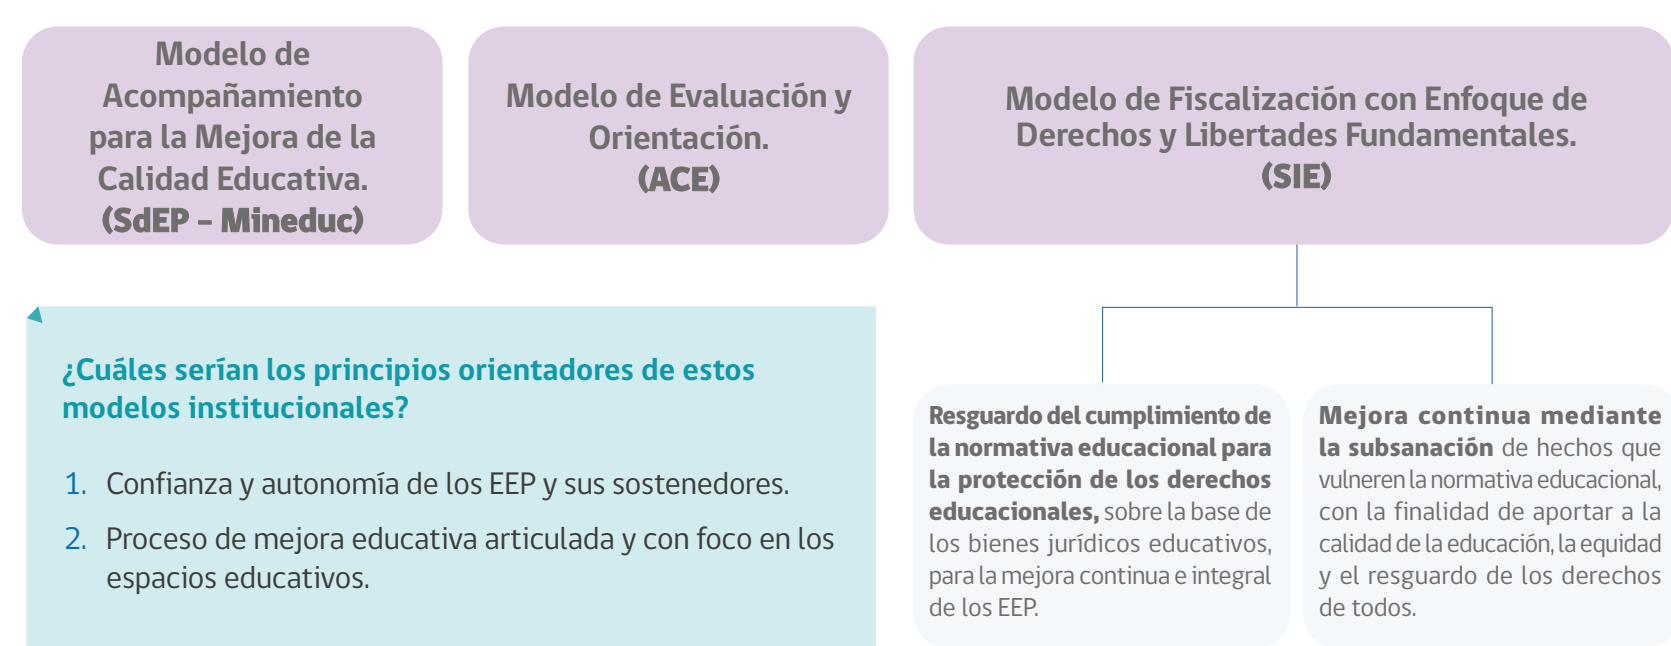 Modelo de
Acompañamiento
para la Mejora de la
Calidad Educativa.
(SdEP – Mineduc)
Modelo de Evaluación y
Orientación.
(ACE)
Modelo de Fiscalización con Enfoque de
Derechos y Libertades Fundamentales.
(SIE)
¿Cuáles serían los principios orientadores de estos
modelos institucionales?
1. Confianza y autonomía de los EEP y sus sostenedores.
2. Proceso de mejora educativa articulada y con foco en los
espacios educativos.
Resguardo del cumplimiento de
la normativa educacional para
la protección de los derechos
educacionales, sobre la base de
los bienes jurídicos educativos,
para la mejora continua e integral
de los EEP.
Mejora continua mediante
la subsanación de hechos que
vulneren la normativa educacional,
con la finalidad de aportar a la
calidad de la educación, la equidad
y el resguardo de los derechos
de todos.